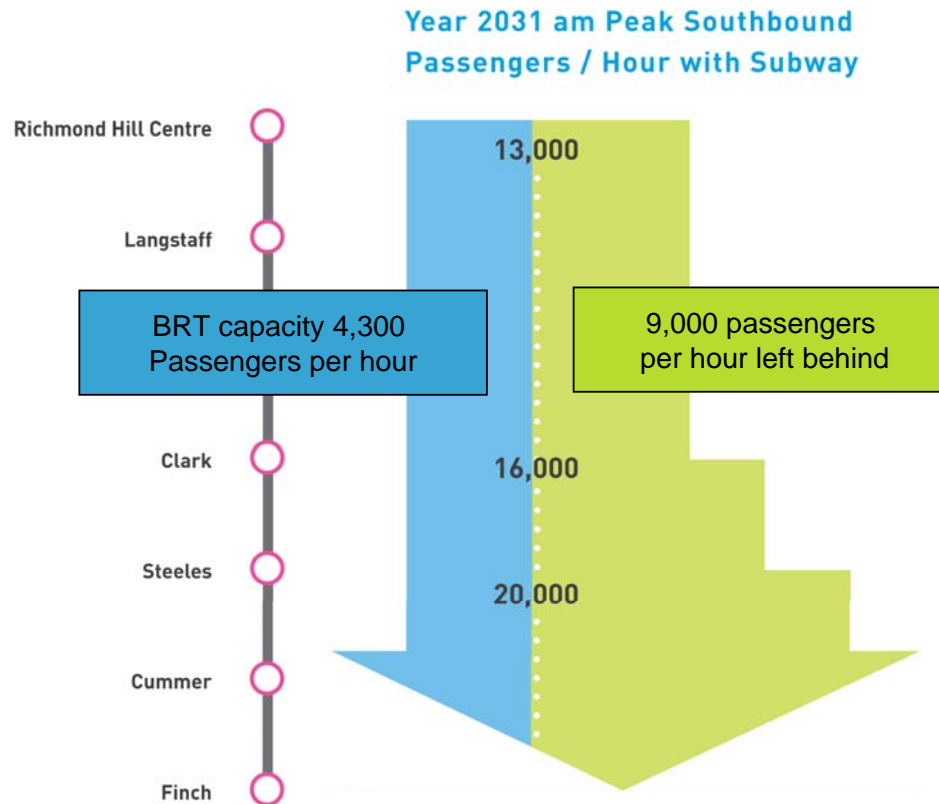 Year 2031 am Peak Southbound
Passengers / Hour with Subway
Richmond Hill Centre
13,000
Langstaff
BRT capacity 4,300
Passengers per hour
9,000 passengers
per hour left behind
Clark
16,000
Steeles
20,000
Cummer
Finch